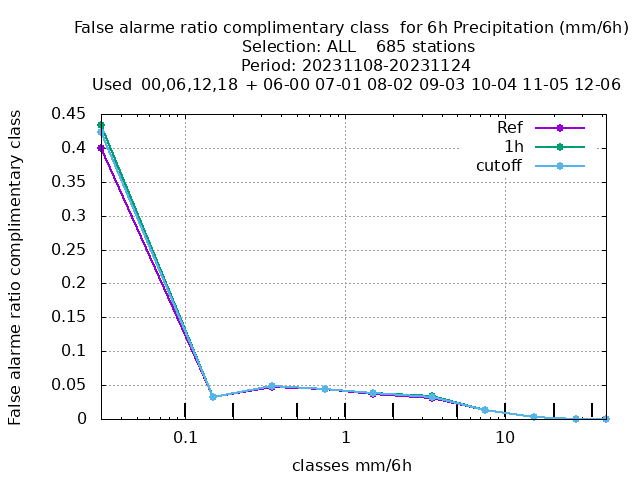 False alarme ratio complimentary class  for 6h Precipitation (mm/6h)
Selection: ALL    685 stations
Period: 20231108-20231124
Used  00,06,12,18  + 06-00 07-01 08-02 09-03  10-04 11-05 12-06
False alarme ratio complimentary class
0.45
0.4
0.35
0.3
0.25
0.2
0.15
0.1
0.05
0
Ref
1h
cutoff
0.1
1
10
classes mm/6h